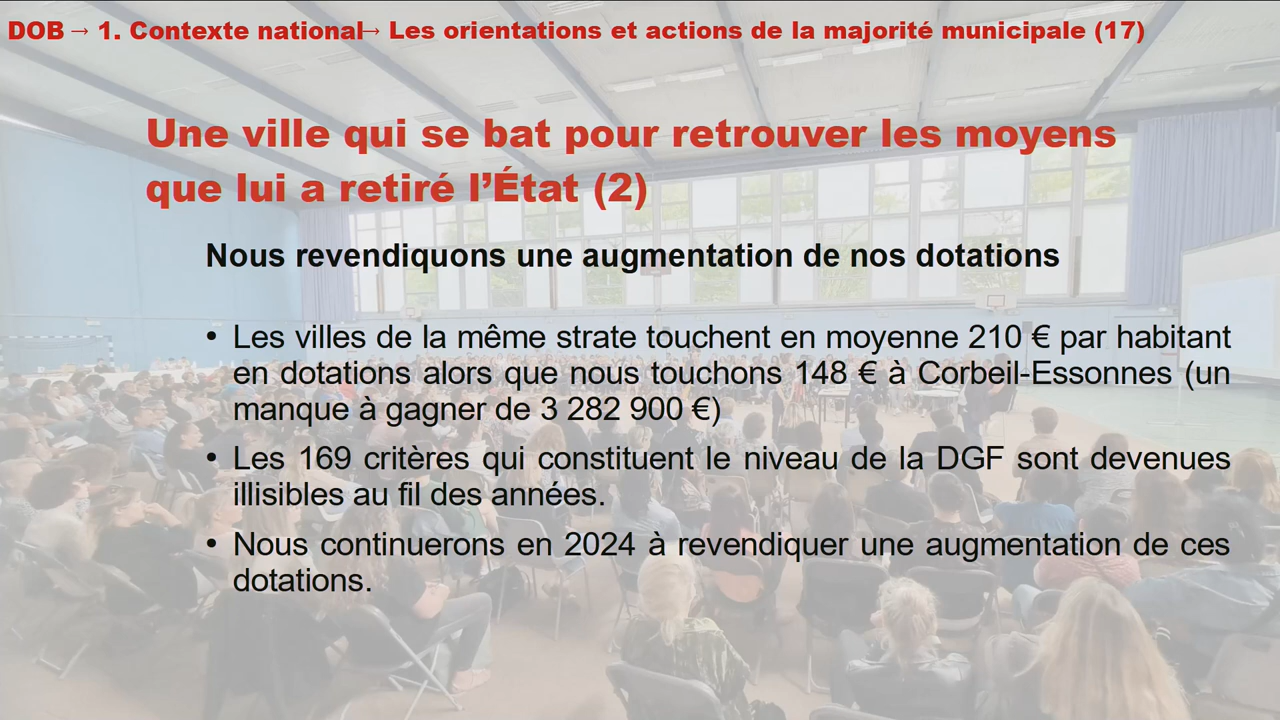 DOB → 1. Contexte national→ Les orientations et actions de la majorité municipale (17)
Une ville qui se bat pour retrouver les moyens
que lui a retiré l’État (2)
Nous revendiquons une augmentation de nos dotations
• Les villes de la même strate touchent en moyenne 210 € par habitant
en dotations alors que nous touchons 148 € à Corbeil-Essonnes (un
manque à gagner de 3 282 900 €)
• Les 169 critères qui constituent le niveau de la DGF sont devenues
illisibles au fil des années.
• Nous continuerons en 2024 à revendiquer une augmentation de ces
dotations.